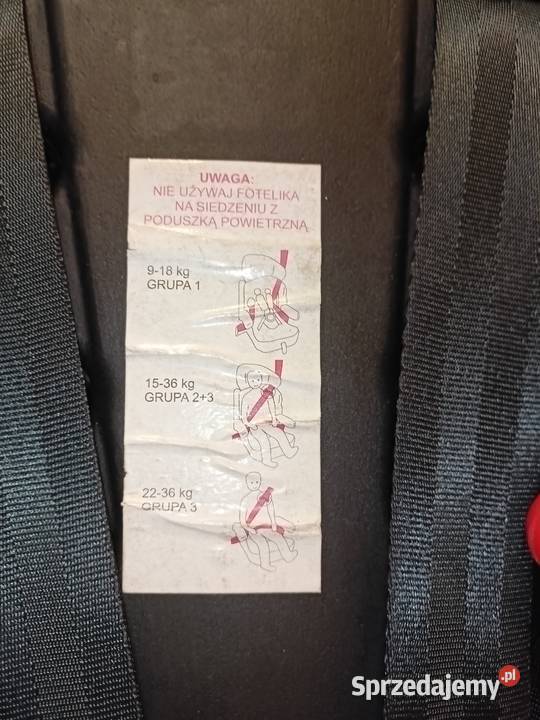 UWAGA:
NIE UŻYWAJ FOTELIKA
NA SIEDZENIU Z
PODUSZKĄ POWIETRZNĄ
9-18 kg
GRUPA 1
15-36 kg
GRUPA 2+3
22-36 kg
GRUPA 3
Sprzedajemy.pl